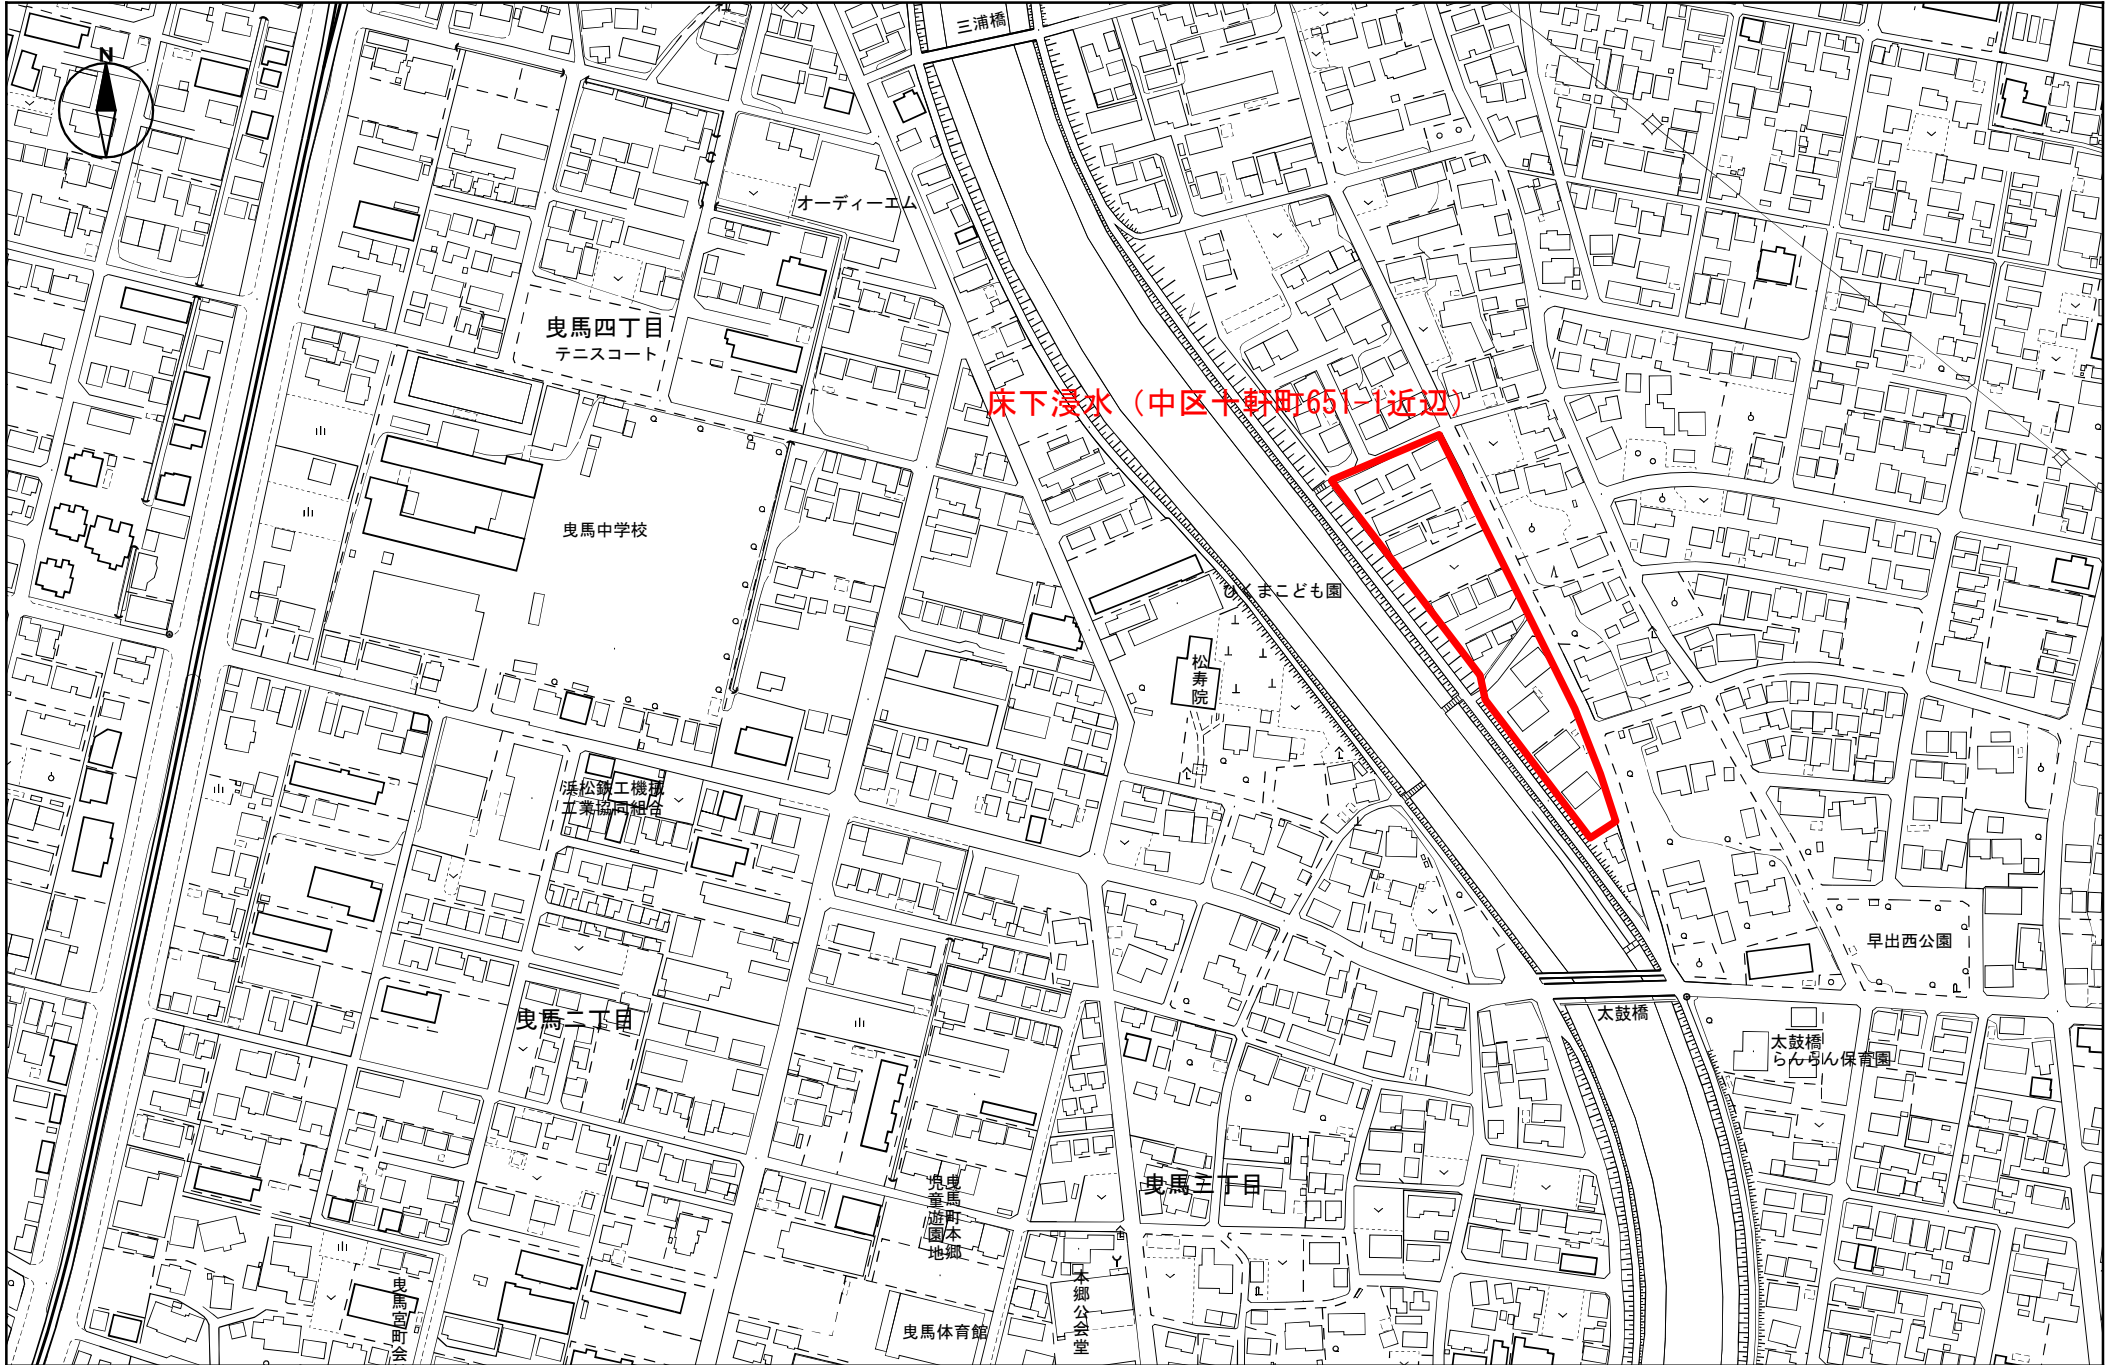 三浦橋
N
オーディーエム
曳馬四丁目
テニスコート
床下浸水（中区十軒町651-1近辺）
曳馬中学校
ひくまこども園
松寿院
浜松鉄工機械
工業協同組合
早出西公園
曳馬二丁目
太鼓橋
太鼓橋
らんらん保育園
曳馬三丁目
曳馬町本郷
児童遊園地
本郷公会堂
曳馬宮町会
曳馬体育館